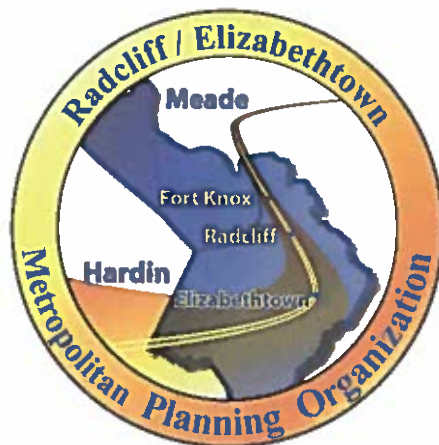 Radcliff / Elizabethtown
Meade
Fort Knox
Radcliff
Hardin
Elizabethtown
Metropolitan Planning Organization